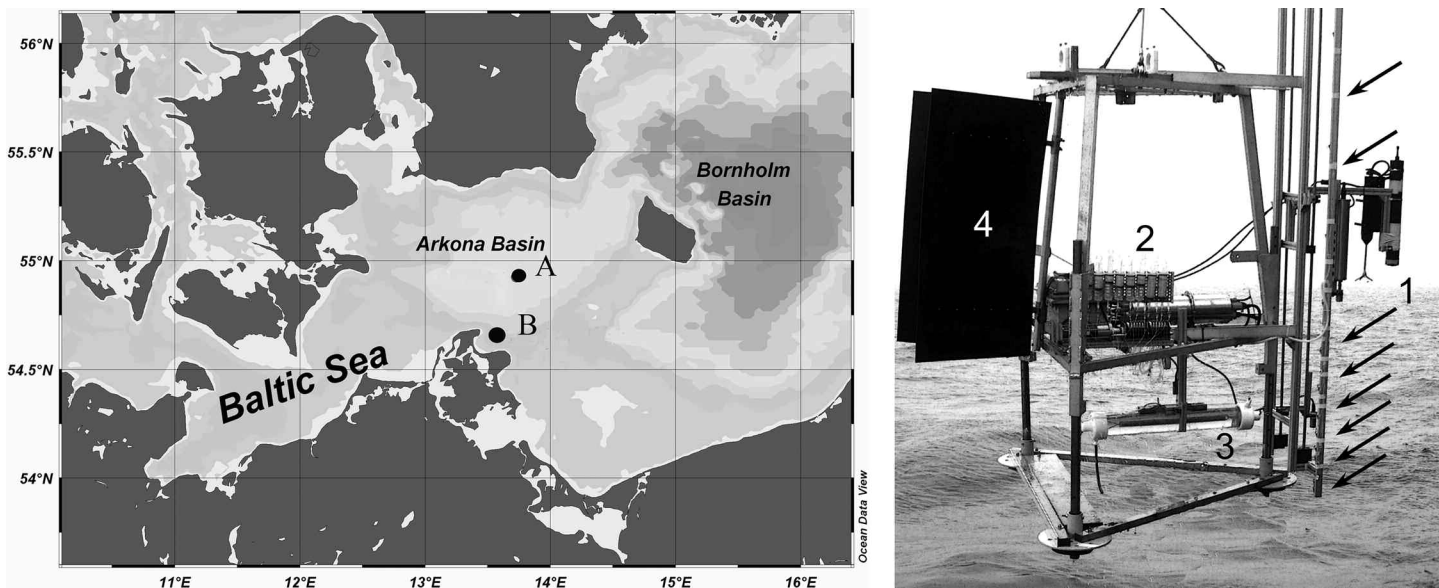 56°N
55.5°N
55°N
54.5°N
54°N
Bornholm
Basin
Arkona Basin
A
B
Baltic Sea
Ocean Data View
11°E
12°E
13°E
14°E
15°E
16°E
4
2
1
3